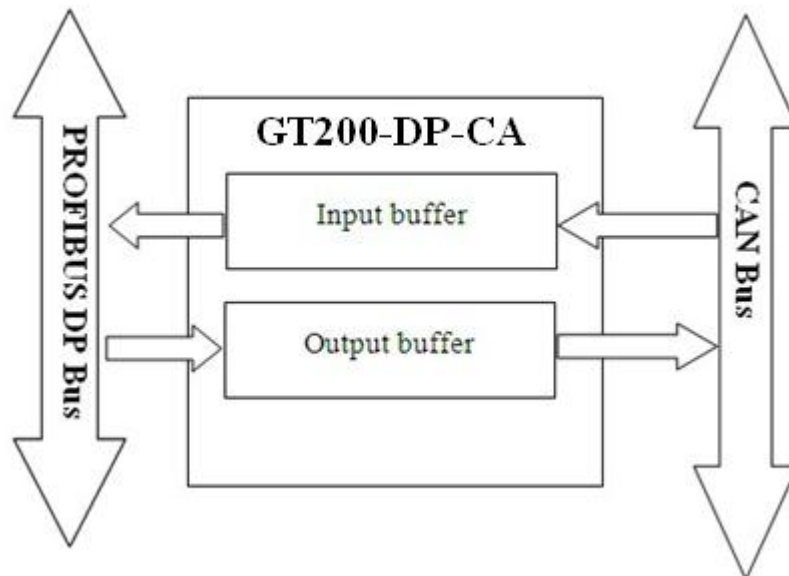 PROFIBUS DP Bus
GT200-DP-CA
Input buffer
Output buffer
CAN Bus